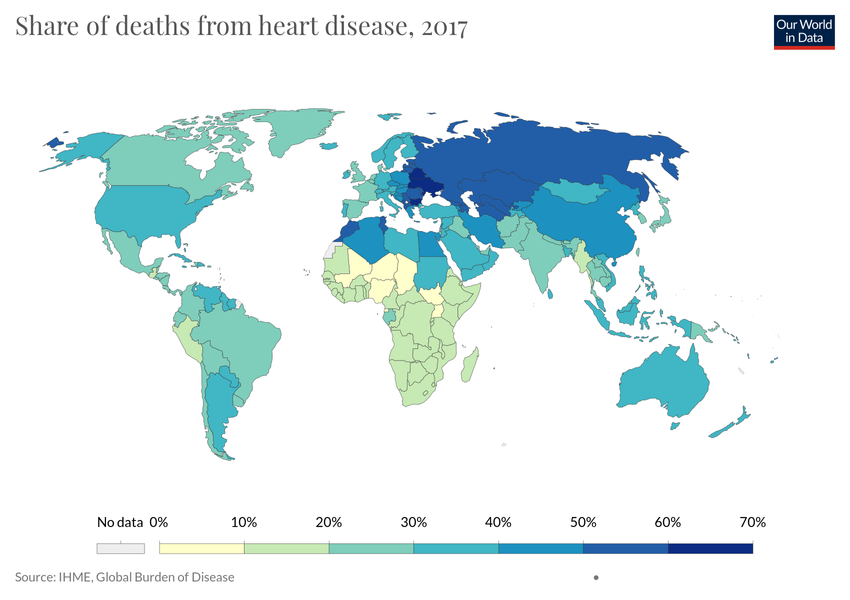 Share of deaths from heart disease, 2017
Our World
in Data
No data 0% 10% 20% 30% 40% 50% 60% 70%
Source: IHME, Global Burden of Disease